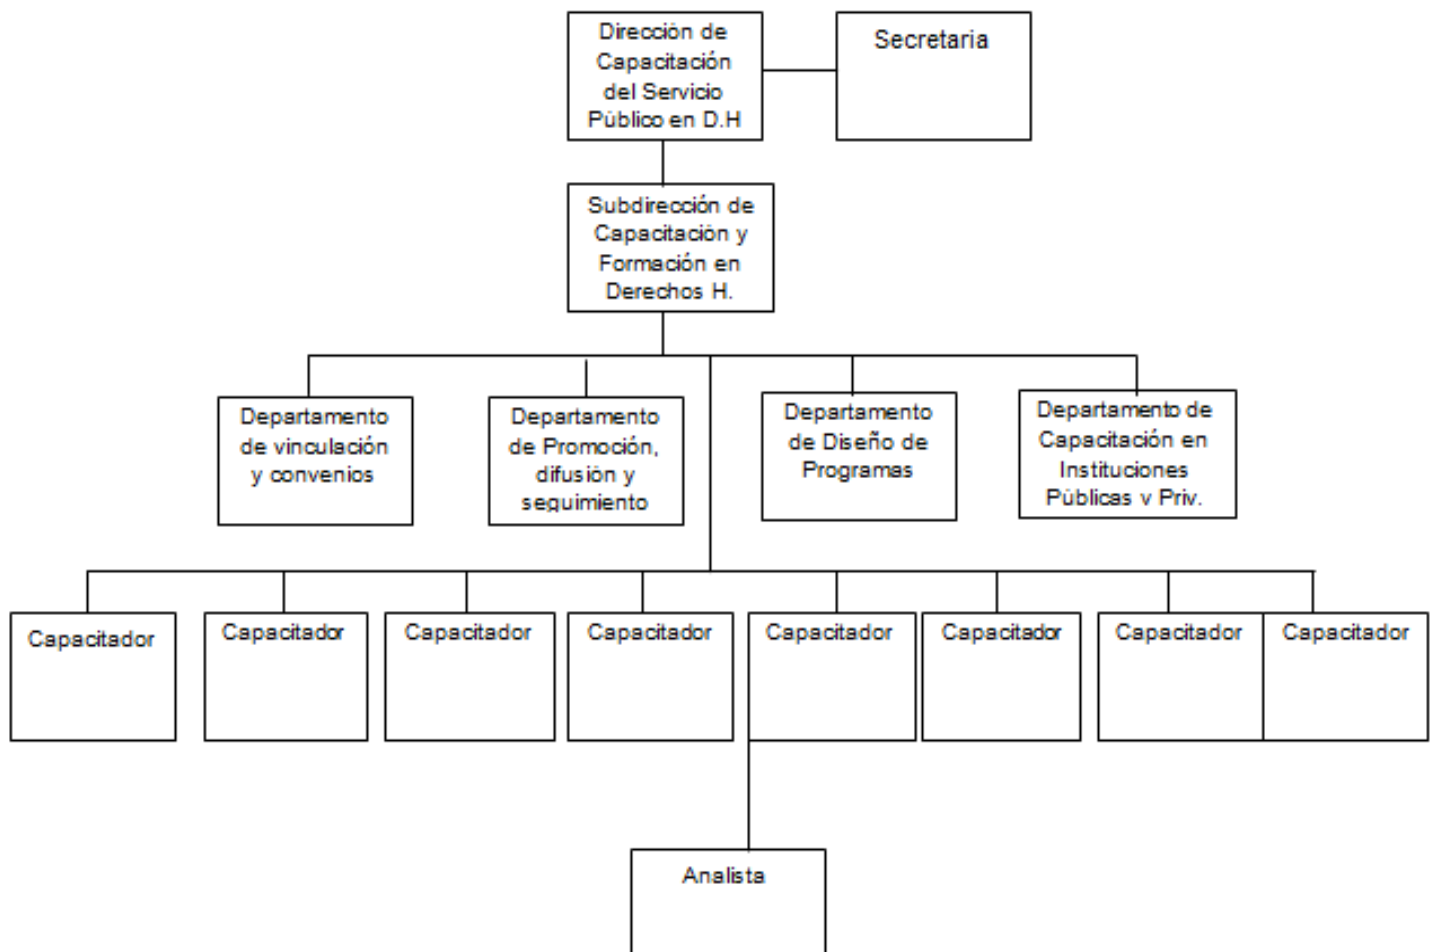 Dirección de
Capacitación
del Servicio
Público en D.H
Secretaria
Subdirección de
Capacitación y
Formación en
Derechos H.
Departamento
de vinculación
y convenios
Departamento
de Promoción,
difusión y
seguimiento
Departamento
de Diseño de
Programas
Departamento de
Capacitación en
Instituciones
Públicas y Priv.
Capacitador
Capacitador
Capacitador
Capacitador
Capacitador
Capacitador
Capacitador
Capacitador
Analista